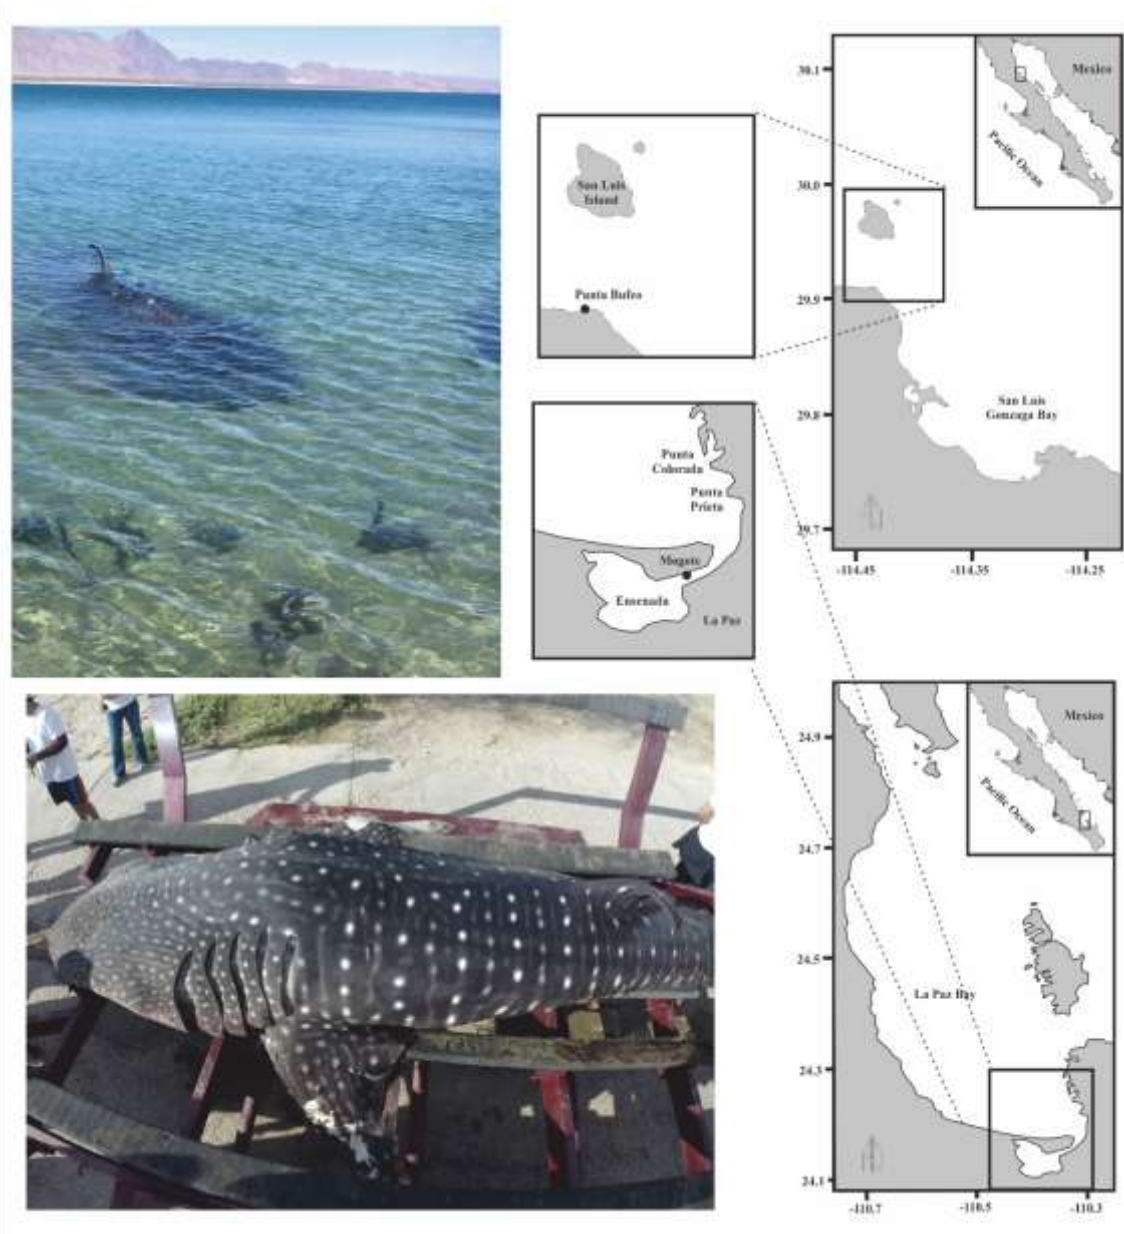 San Luis
Island
Punta Bufeo
30.1
30.0
29.9
29.8
29.7
Mexico
Pacific Ocean
San Luis
Gonzaga Bay
-114.45
-114.35
-114.25
Punta
Colorada
Punta
Prieta
Mogote
Ensenada
La Paz
24.9
24.7
24.5
24.3
24.1
Mexico
Pacific Ocean
La Paz Bay
-110.7
-110.5
-110.3